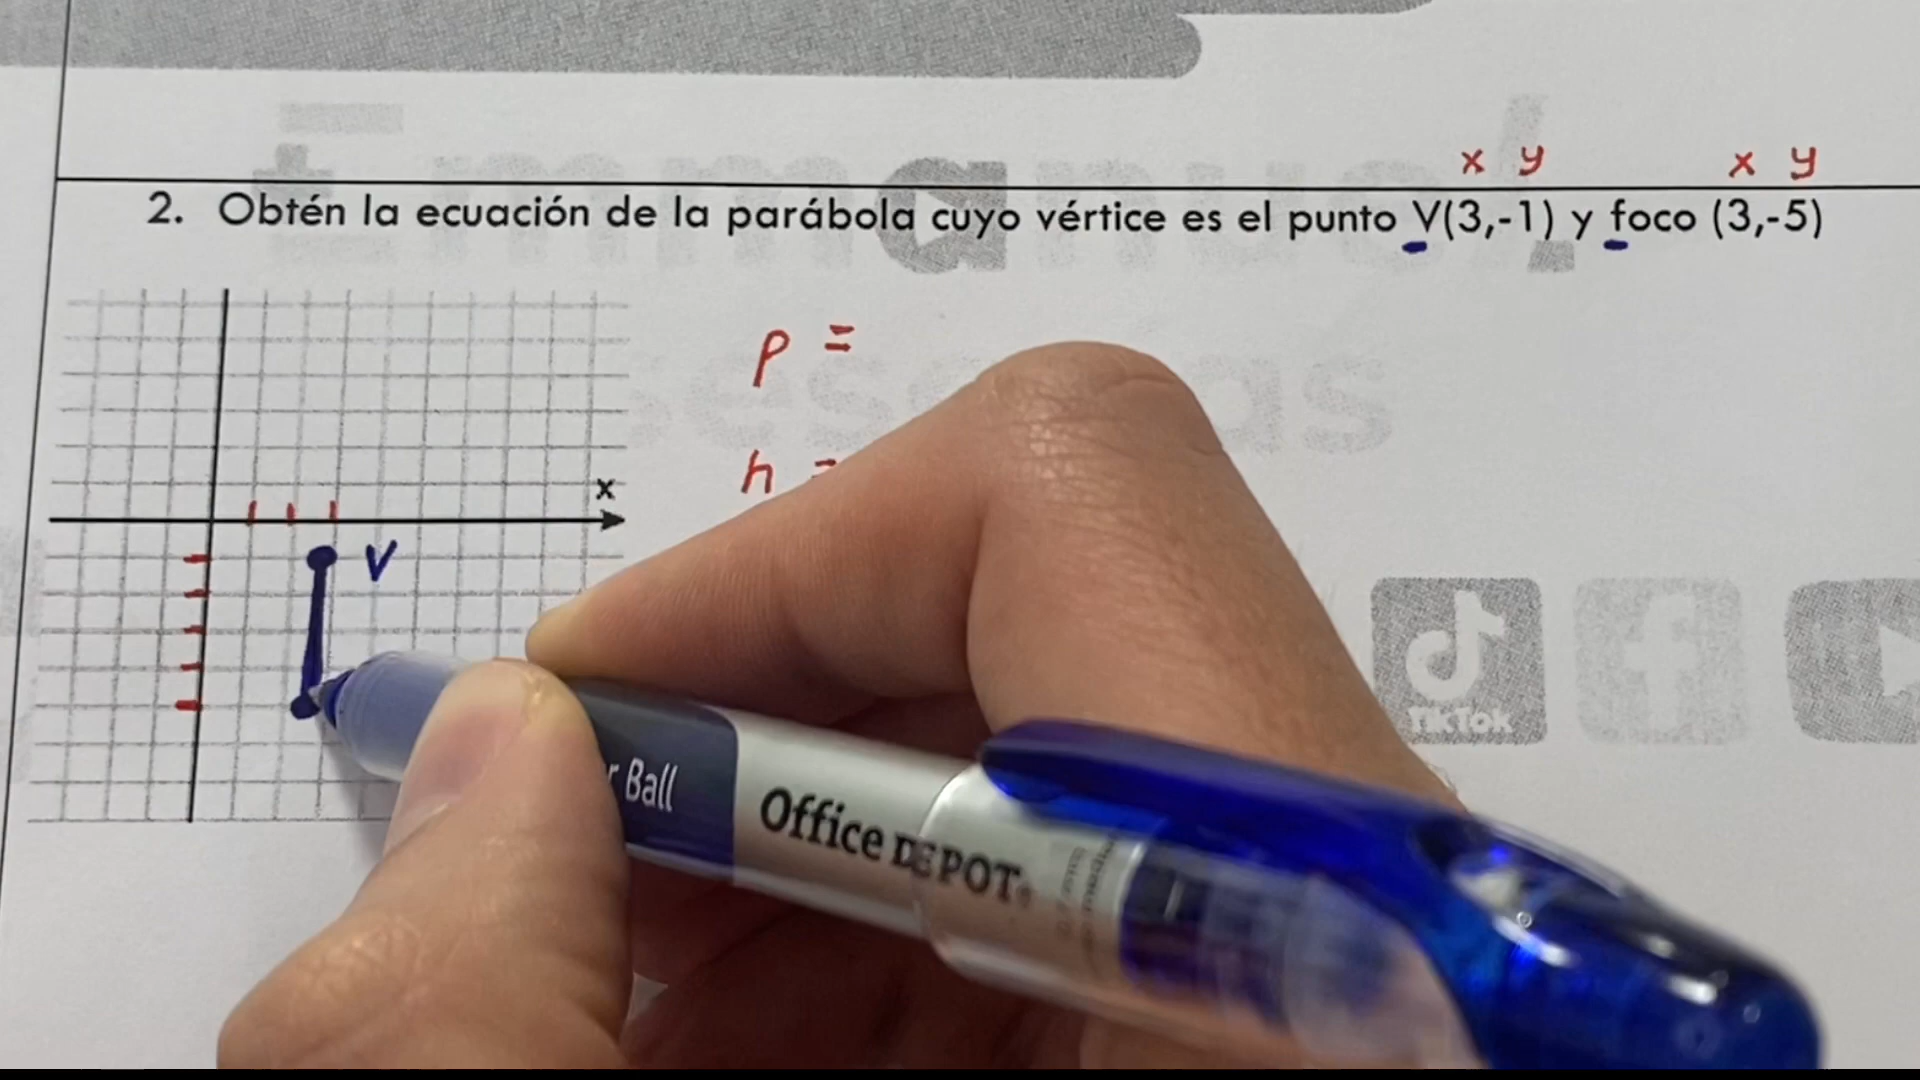 x y x y
2. Obtén la ecuación de la parábola cuyo vértice es el punto V(3,-1) y foco (3,-5)
p =
h =
x
V
TikTok
r Ball
Office DEPOT